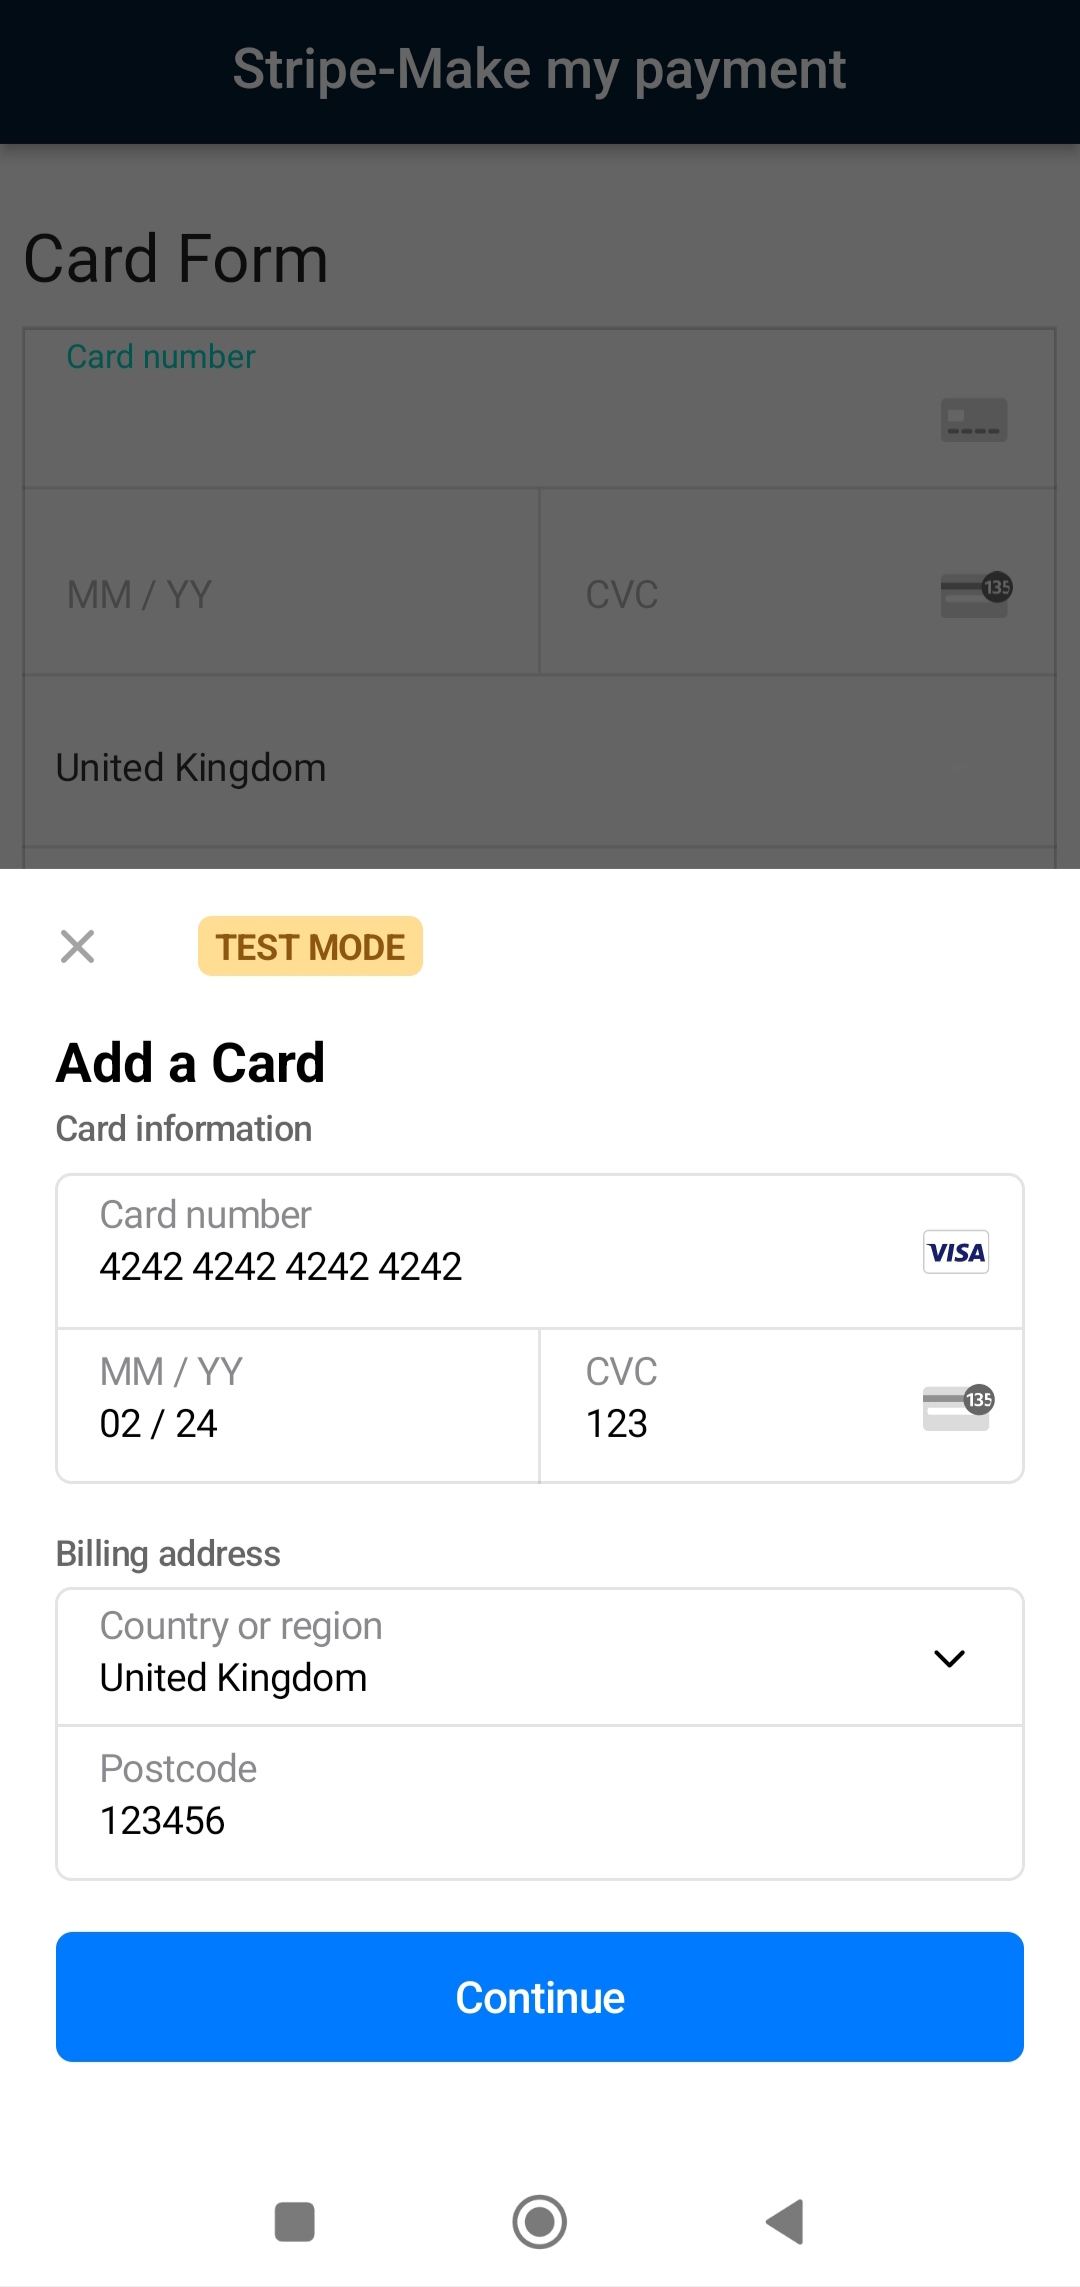 Stripe-Make my payment
Card Form
Card number
MM / YY
CVC
135
United Kingdom
TEST MODE
Add a Card
Card information
Card number
4242 4242 4242 4242
VISA
MM / YY
02 / 24
CVC
123
135
Billing address
Country or region
United Kingdom
Postcode
123456
Continue